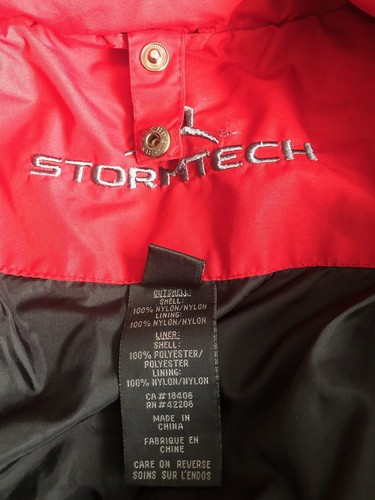 STORMTECH
OUTSHELL:
SHELL:
100% NYLON/NYLON
LINING:
100% NYLON/NYLON
LINER:
SHELL:
100% POLYESTER/
POLYESTER
LINING:
100% NYLON/NYLON
CA# 18406
RN# 42206
MADE IN
CHINA
FABRIQUE EN
CHINE
CARE ON REVERSE
SOINS SUR L'ENDOS